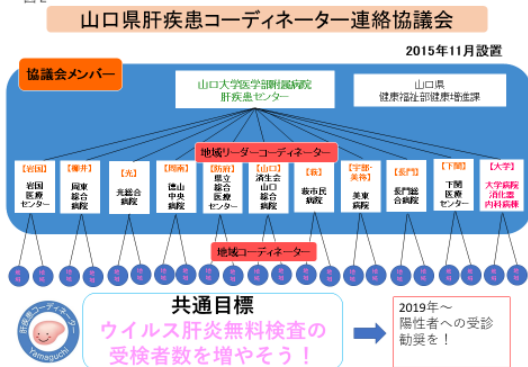 山口県肝疾患コーディネーター連絡協議会
2015年11月設置
協議会メンバー
山口大学医学部附属病院
肝疾患センター
山口県
健康福祉部健康増進課
地域リーダーコーディネーター
【岩国】
岩国
医療
センター
【柳井】
周東
総合
病院
【光】
光総合
病院
【周南】
徳山
中央
病院
【防府】
県立
総合
医療
センター
【山口】
済生会
山口
総合
病院
【萩】
萩市民
病院
【宇部・
美祢】
美東
病院
【長門】
長門総
合病院
【下関】
下関
医療
センター
【大学】
大学病院
消化器
内科病棟
地域コーディネーター
肝疾患コーディネーター
Yamaguchi
共通目標
ウイルス肝炎無料検査の
受検者数を増やそう！
2019年～
陽性者への受診
勧奨を！